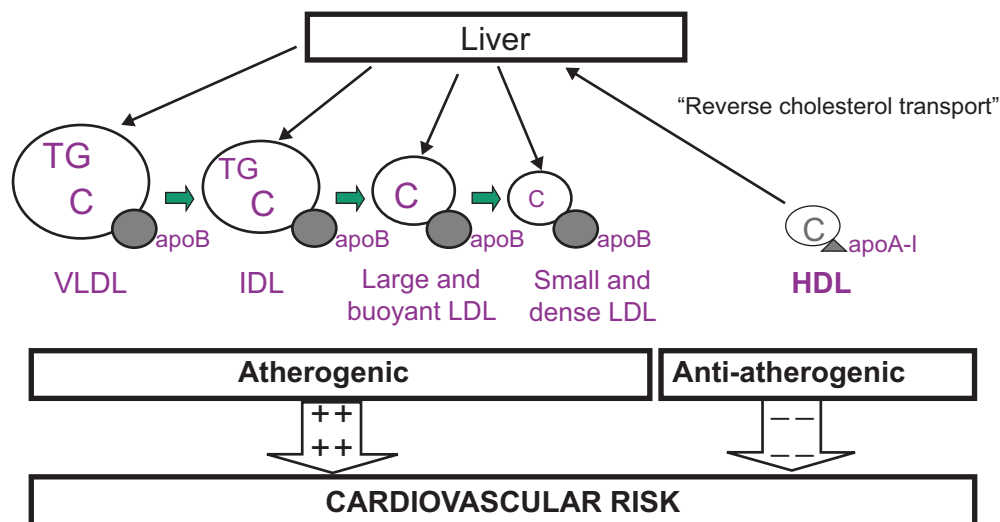 Liver
“Reverse cholesterol transport”
TG
C
apoB
VLDL
TG
C
apoB
IDL
C
apoB
Large and
buoyant LDL
C
apoB
Small and
dense LDL
C
apoA-I
HDL
Atherogenic
Anti-atherogenic
++
++
– –
– –
CARDIOVASCULAR RISK